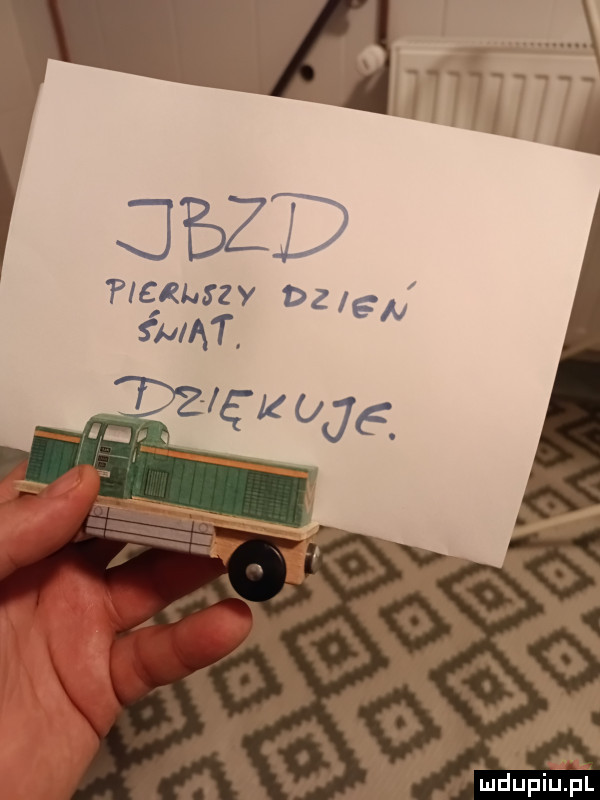 JBZD
PIERWSZY DZIEŃ
ŚWIĄT.
DZIĘKUJE.
mdupiu.pl